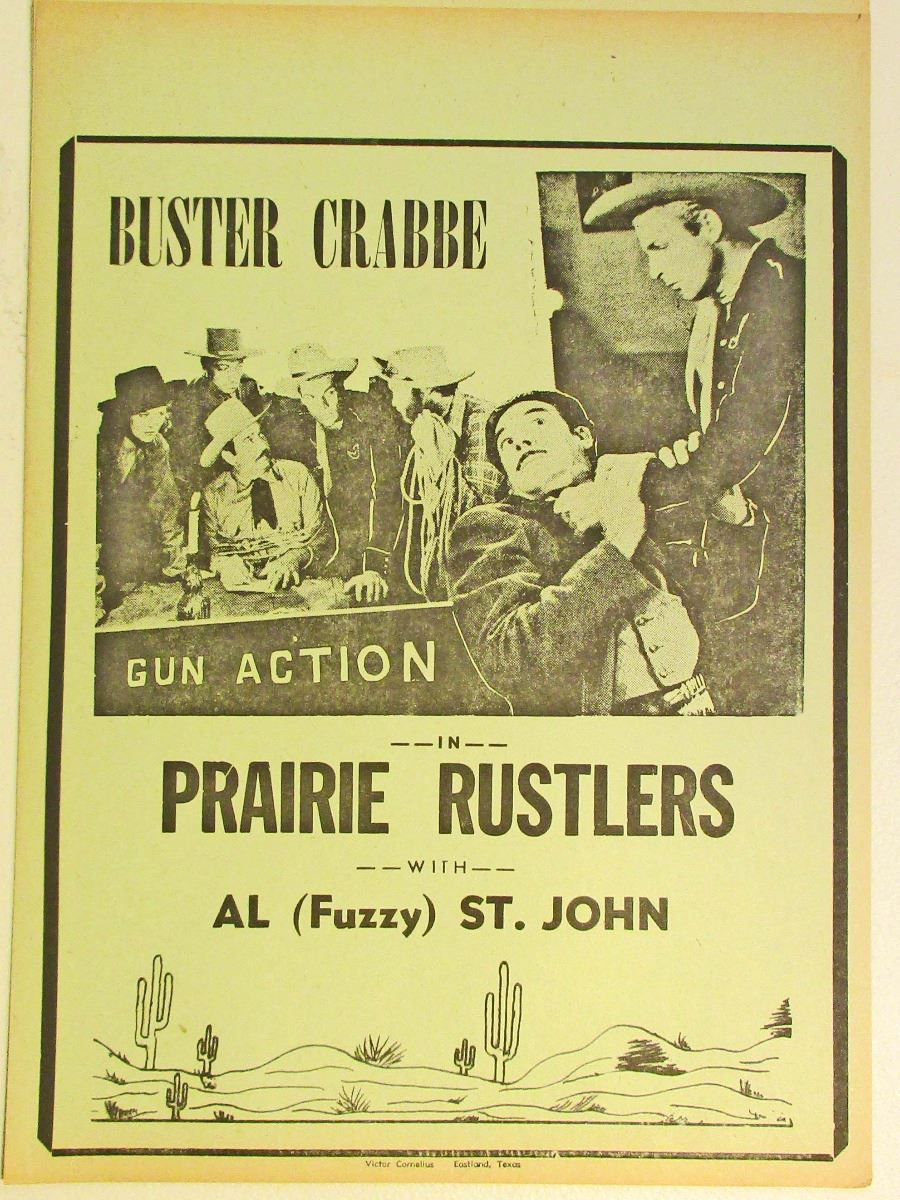 BUSTER CRABBE
GUN ACTION
——IN——
PRAIRIE RUSTLERS
——WITH——
AL (Fuzzy) ST. JOHN
Victor Cornelius Eastland, Texas